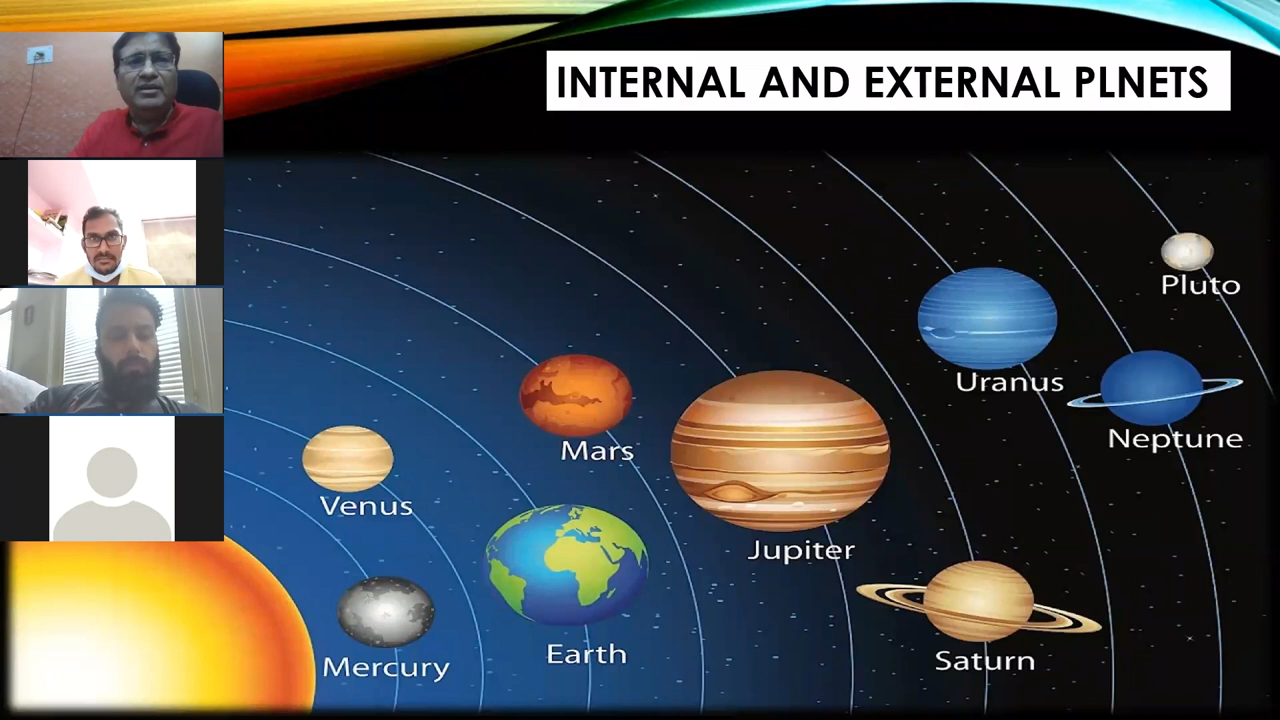 INTERNAL AND EXTERNAL PLNETS
Pluto
Uranus
Neptune
Mars
Venus
Jupiter
Earth
Saturn
Mercury